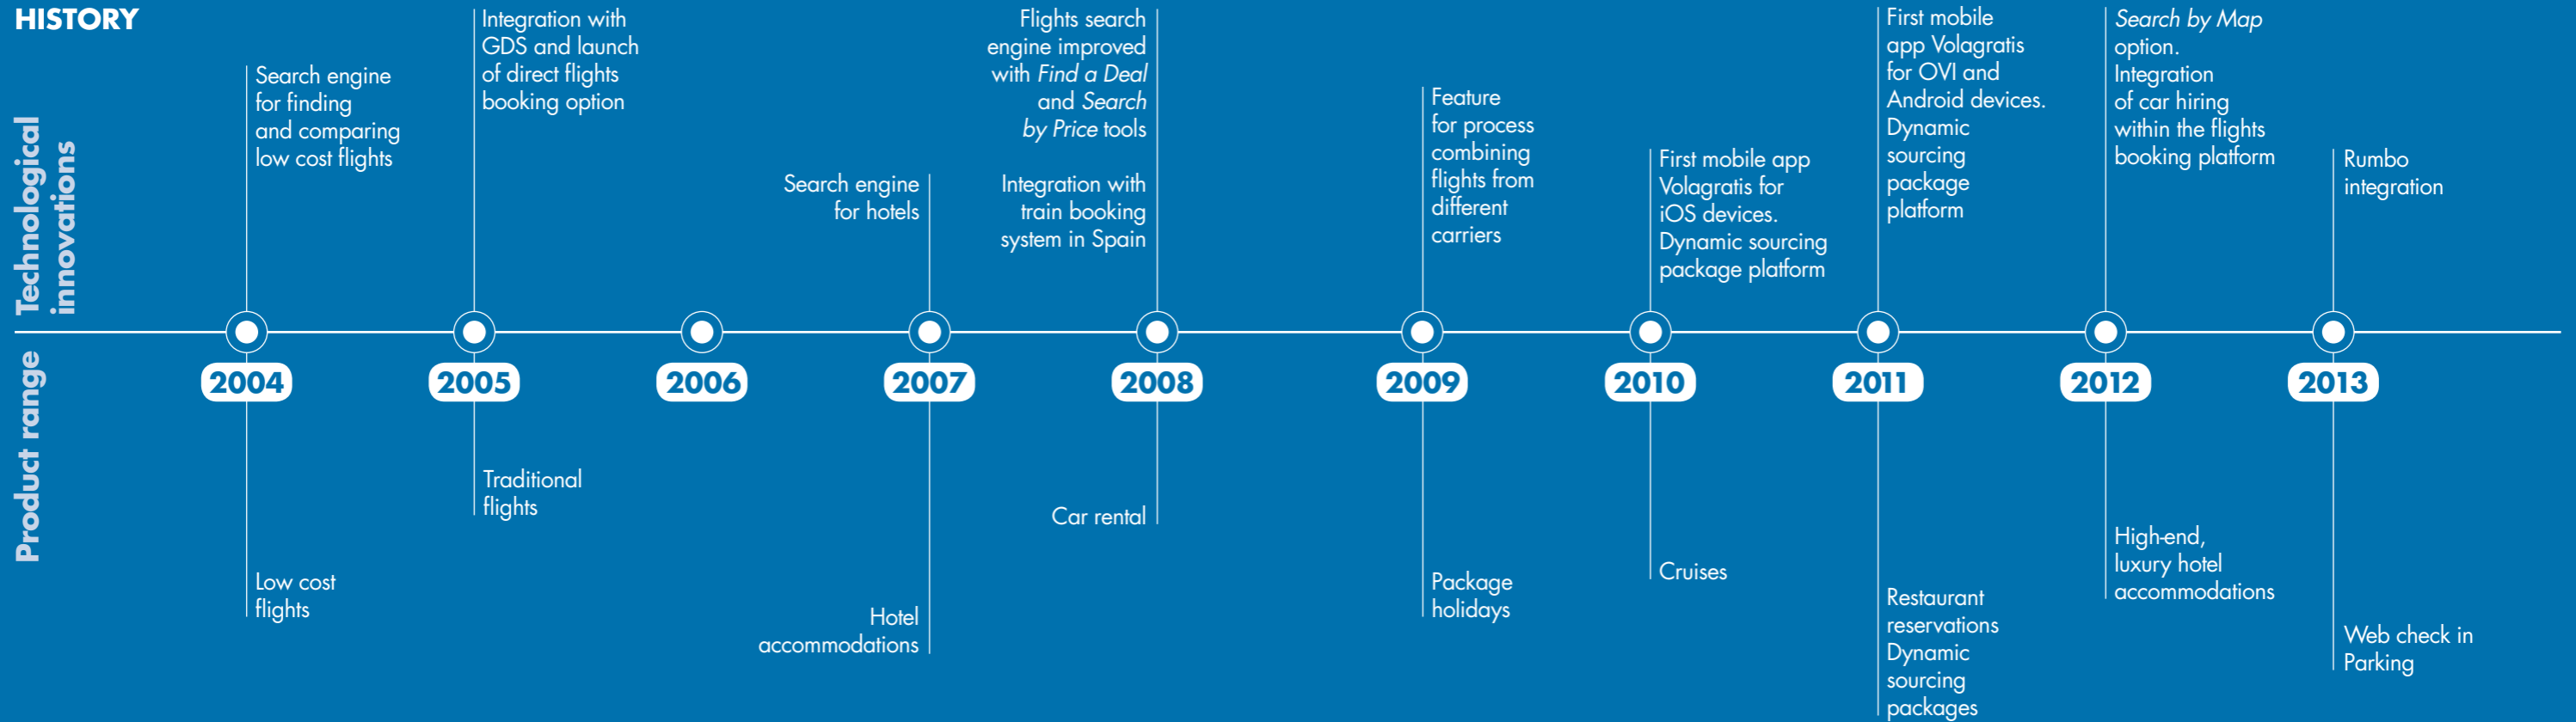 HISTORY
Technological
innovations
Search engine
for finding
and comparing
low cost flights
Integration with
GDS and launch
of direct flights
booking option
Search engine
for hotels
Flights search
engine improved
with Find a Deal
and Search
by Price tools
Integration with
train booking
system in Spain
Feature
for process
combining
flights from
different
carriers
First mobile app
Volagratis for
iOS devices.
Dynamic sourcing
package platform
First mobile
app Volagratis
for OVI and
Android devices.
Dynamic
sourcing
package
platform
Search by Map
option.
Integration
of car hiring
within the flights
booking platform
Rumbo
integration
2004
2005
2006
2007
2008
2009
2010
2011
2012
2013
Product range
Low cost
flights
Traditional
flights
Hotel
accommodations
Car rental
Package
holidays
Cruises
Restaurant
reservations
Dynamic
sourcing
packages
High-end,
luxury hotel
accommodations
Web check in
Parking